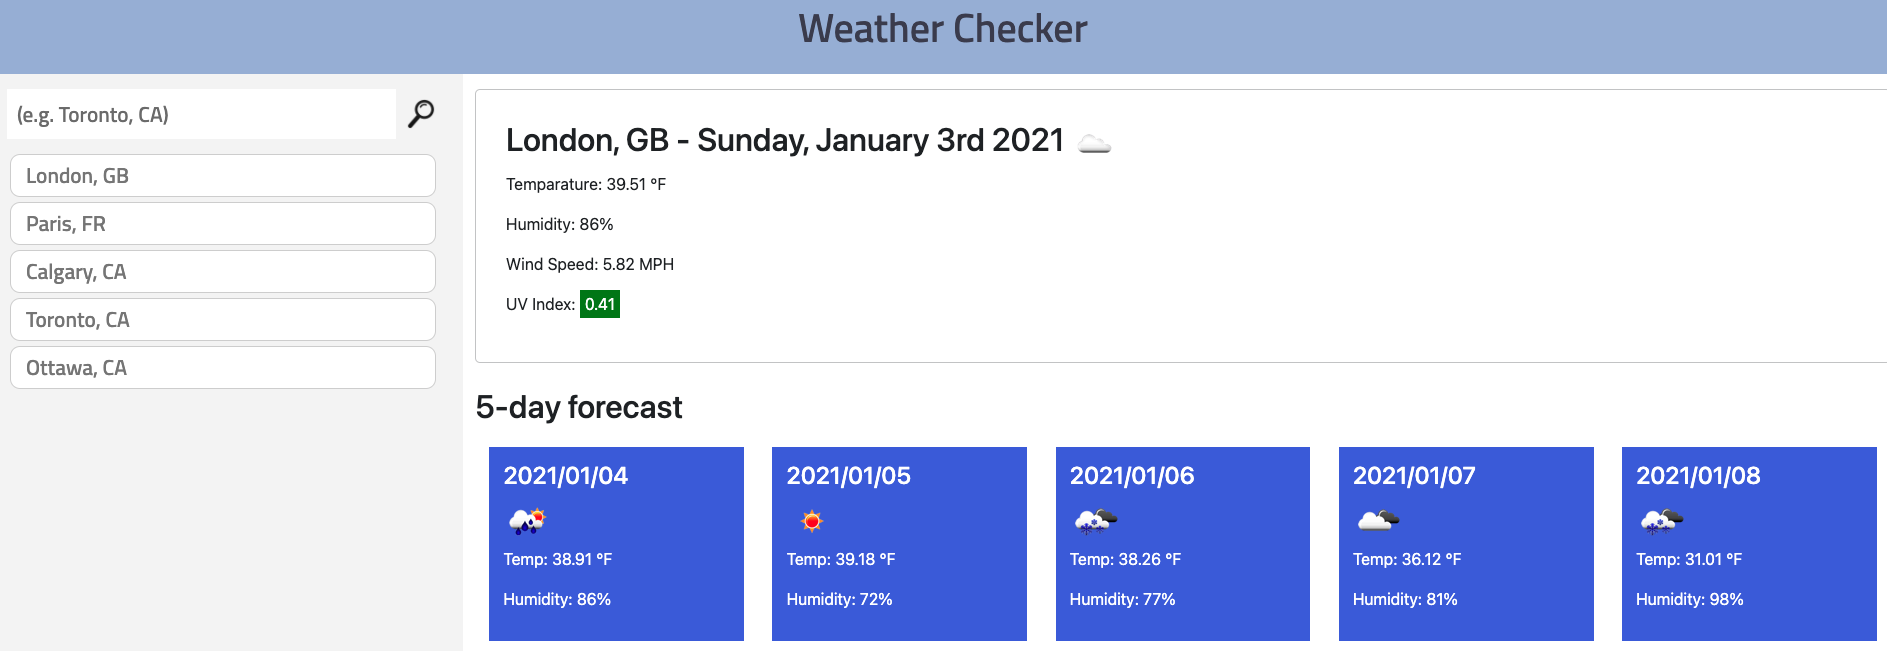 Weather Checker
(e.g. Toronto, CA)
London, GB
Paris, FR
Calgary, CA
Toronto, CA
Ottawa, CA
London, GB - Sunday, January 3rd 2021
Temparature: 39.51 °F
Humidity: 86%
Wind Speed: 5.82 MPH
UV Index: 0.41
5-day forecast
2021/01/04
Temp: 38.91 °F
Humidity: 86%
2021/01/05
Temp: 39.18 °F
Humidity: 72%
2021/01/06
Temp: 38.26 °F
Humidity: 77%
2021/01/07
Temp: 36.12 °F
Humidity: 81%
2021/01/08
Temp: 31.01 °F
Humidity: 98%